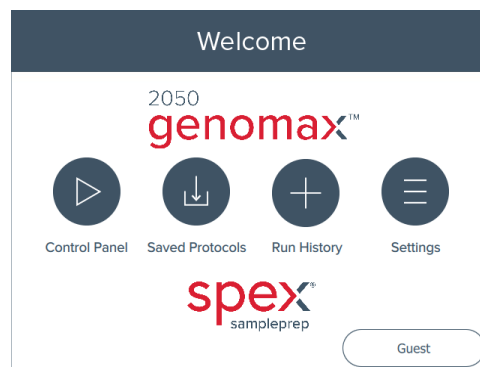 Welcome
2050
genomax™
Control Panel
Saved Protocols
Run History
Settings
spex®
sampleprep
Guest